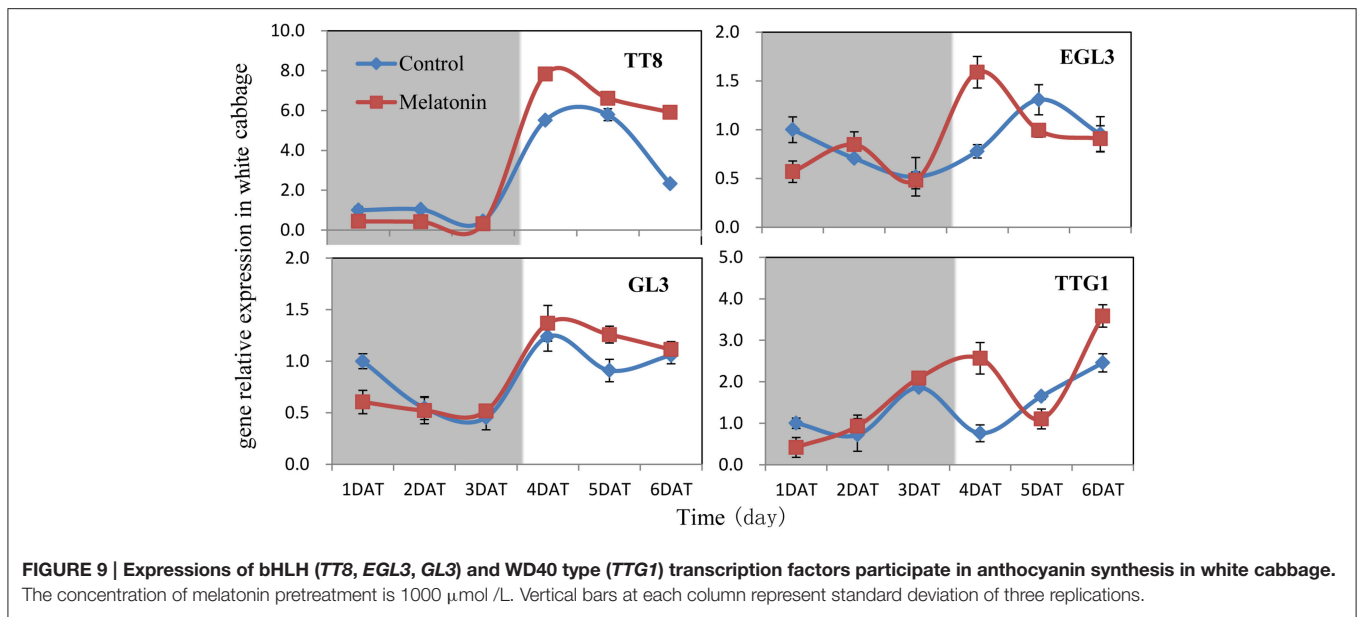 gene relative expression in white cabbage
10.0
8.0
6.0
4.0
2.0
0.0
Control
Melatonin
TT8
2.0
1.5
1.0
0.5
0.0
EGL3
2.0
1.5
1.0
0.5
0.0
GL3
1DAT 2DAT 3DAT 4DAT 5DAT 6DAT
5.0
4.0
3.0
2.0
1.0
0.0
TTG1
1DAT 2DAT 3DAT 4DAT 5DAT 6DAT
Time (day)
FIGURE 9 | Expressions of bHLH (TT8, EGL3, GL3) and WD40 type (TTG1) transcription factors participate in anthocyanin synthesis in white cabbage.
The concentration of melatonin pretreatment is 1000 μmol /L. Vertical bars at each column represent standard deviation of three replications.